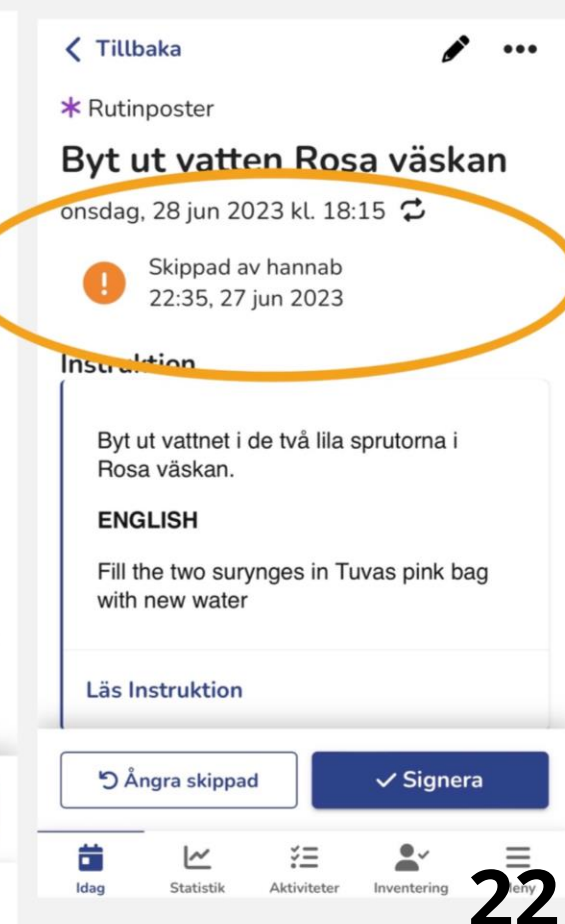 Tillbaka
Rutinposter
Byt ut vatten Rosa väskan
onsdag, 28 jun 2023 kl. 18:15
Skippad av hannab
22:35, 27 jun 2023
Instruktion
Byt ut vattnet i de två lila sprutorna i
Rosa väskan.
ENGLISH
Fill the two surynges in Tuvas pink bag
with new water
Läs Instruktion
Ångra skippad
Signera
Idag
Statistik
Aktiviteter
Inventering
Meny
22